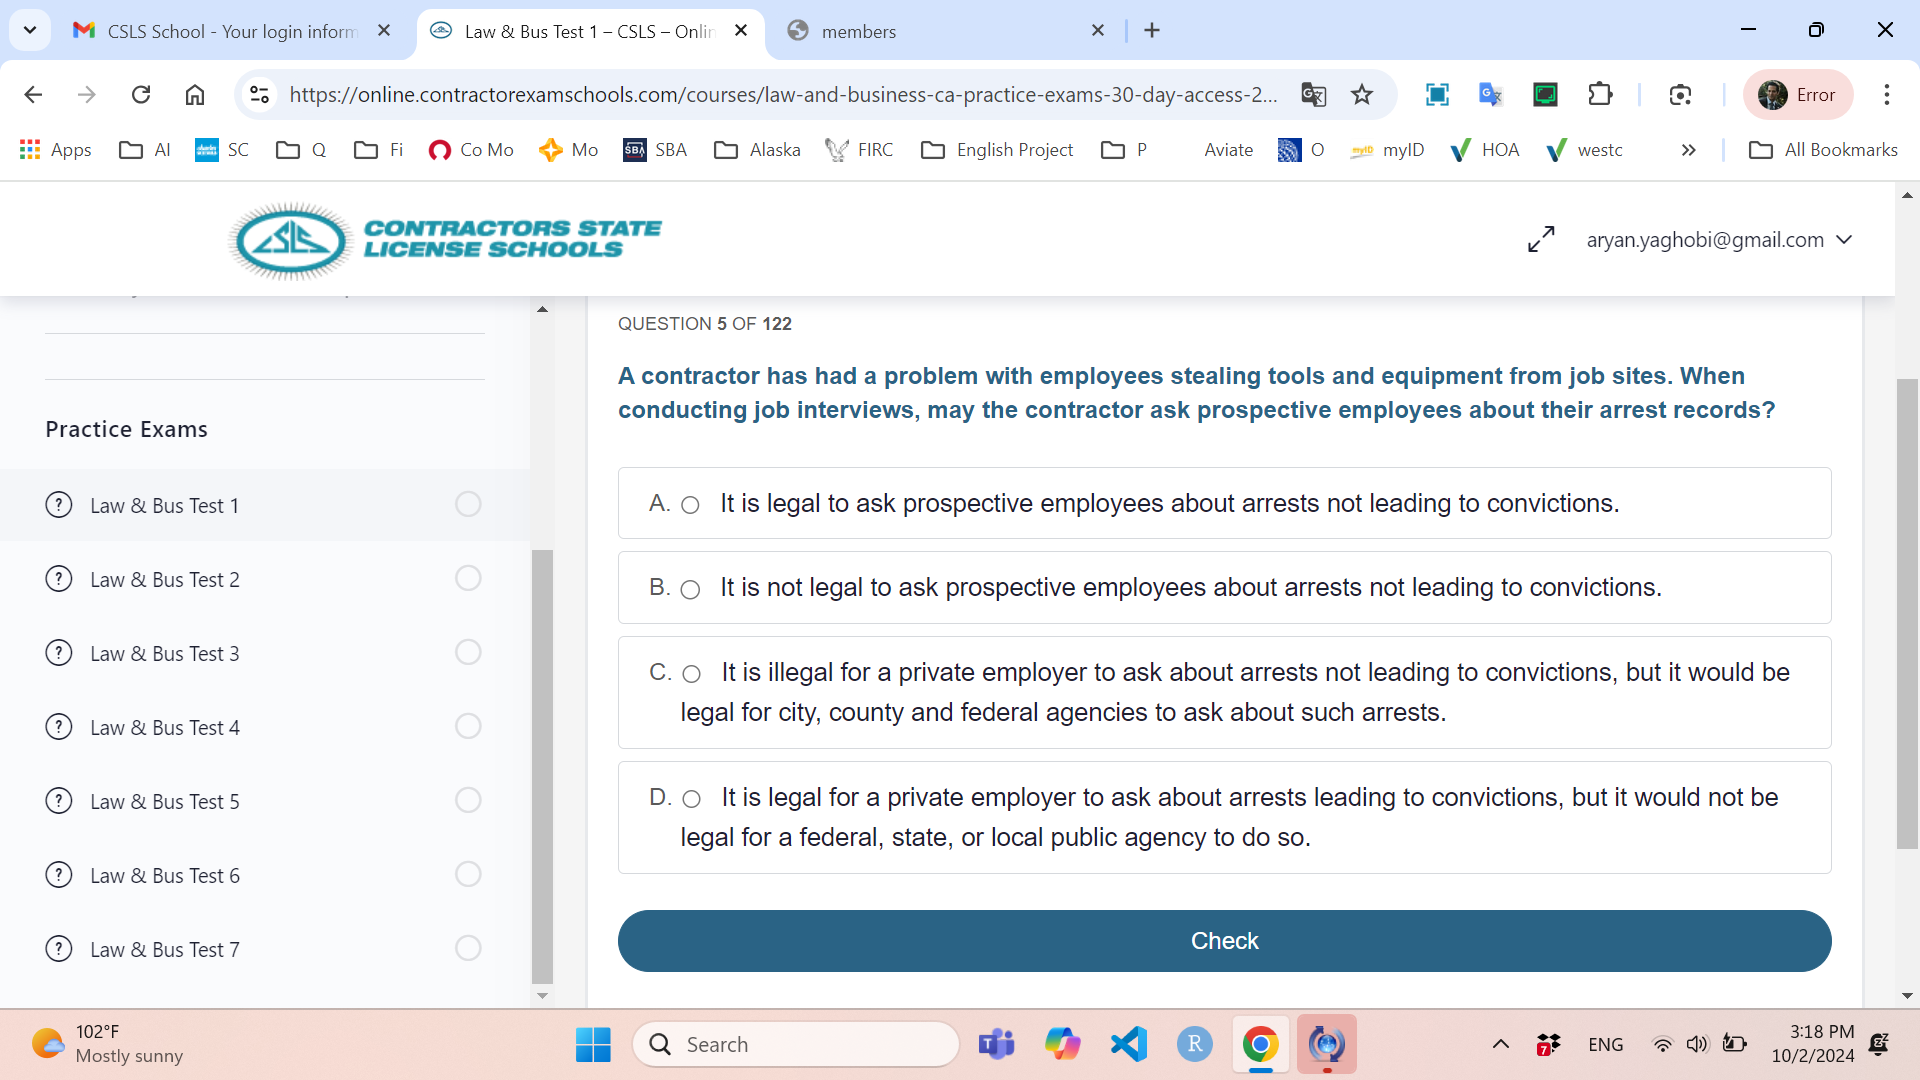 CSLS School - Your login inform
Law & Bus Test 1 – CSLS – Onlin
members
https://online.contractorexamschools.com/courses/law-and-business-ca-practice-exams-30-day-access-2...
Error
Apps
AI
SC
Q
Fi
Co Mo
Mo
SBA
SBA
Alaska
FIRC
English Project
P
Aviate
O
myID
myID
HOA
westc
All Bookmarks
CSLS
CONTRACTORS STATE
LICENSE SCHOOLS
aryan.yaghobi@gmail.com
Practice Exams
Law & Bus Test 1
Law & Bus Test 2
Law & Bus Test 3
Law & Bus Test 4
Law & Bus Test 5
Law & Bus Test 6
Law & Bus Test 7
QUESTION 5 OF 122
A contractor has had a problem with employees stealing tools and equipment from job sites. When
conducting job interviews, may the contractor ask prospective employees about their arrest records?
A. It is legal to ask prospective employees about arrests not leading to convictions.
B. It is not legal to ask prospective employees about arrests not leading to convictions.
C. It is illegal for a private employer to ask about arrests not leading to convictions, but it would be
legal for city, county and federal agencies to ask about such arrests.
D. It is legal for a private employer to ask about arrests leading to convictions, but it would not be
legal for a federal, state, or local public agency to do so.
Check
102°F
Mostly sunny
Search
R
7
ENG
3:18 PM
10/2/2024